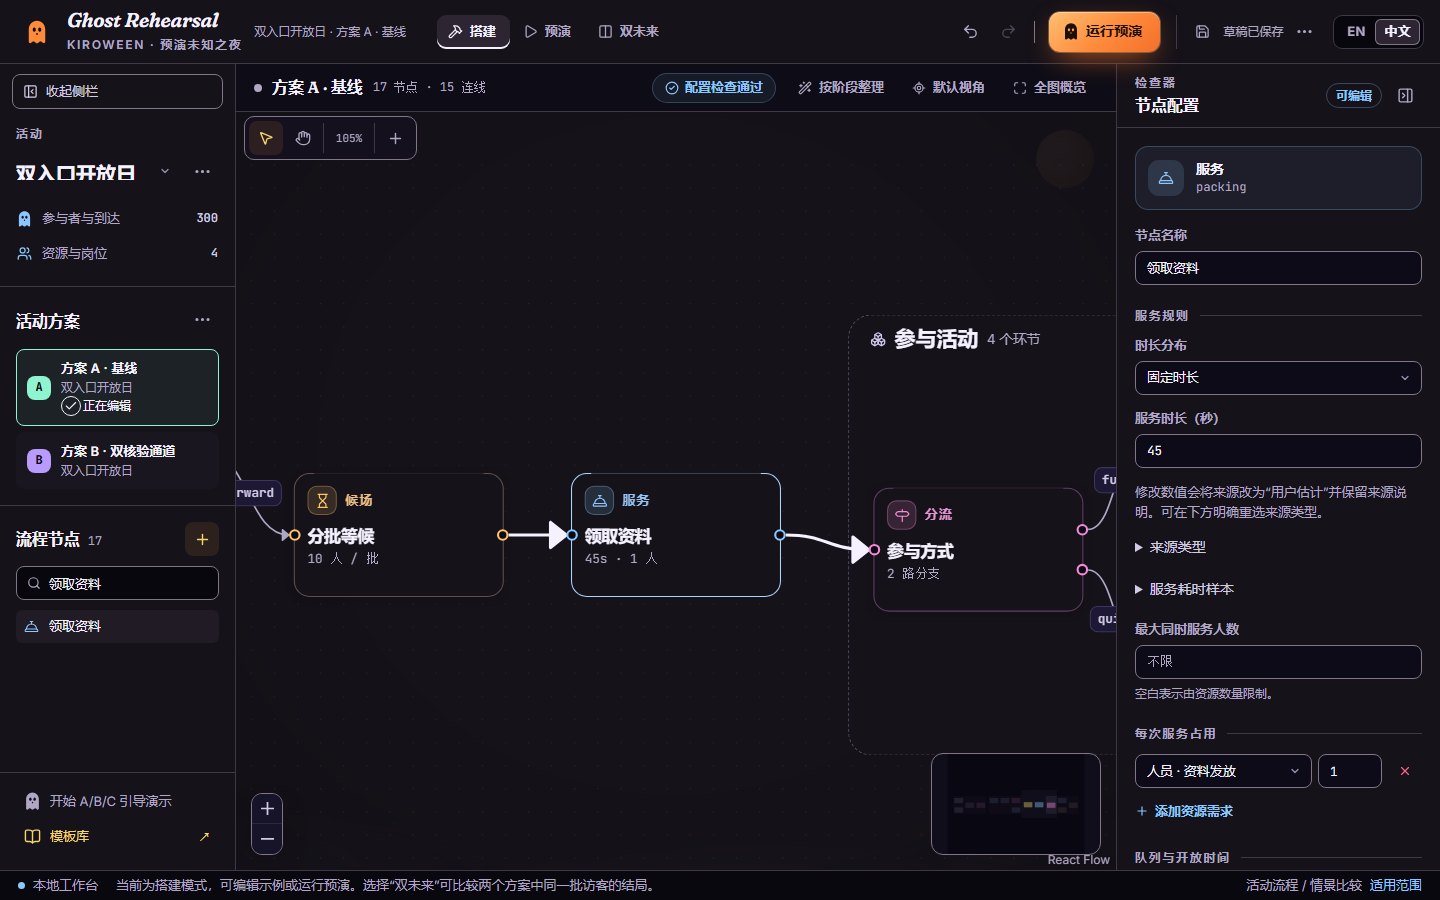 Ghost Rehearsal
KIROWEEN · 预演未知之夜
双入口开放日 · 方案 A · 基线
搭建
预演
双未来
运行预演
草稿已保存
EN
中文
收起侧栏
活动
双入口开放日
参与者与到达
300
资源与岗位
4
活动方案
A
方案 A · 基线
双入口开放日
正在编辑
B
方案 B · 双核验通道
双入口开放日
流程节点 17
领取资料
领取资料
开始 A/B/C 引导演示
模板库
方案 A · 基线
17 节点 · 15 连线
配置检查通过
按阶段整理
默认视角
全图概览
105%
rward
候场
分批等候
10 人 / 批
服务
领取资料
45s · 1 人
参与活动 4 个环节
分流
参与方式
2 路分支
fu
qui
React Flow
检查器
节点配置
可编辑
服务
packing
节点名称
领取资料
服务规则
时长分布
固定时长
服务时长（秒）
45
修改数值会将来源改为“用户估计”并保留来源说
明。可在下方明确重选来源类型。
来源类型
服务耗时样本
最大同时服务人数
不限
空白表示由资源数量限制。
每次服务占用
人员 · 资料发放
1
添加资源需求
队列与开放时间
本地工作台
当前为搭建模式，可编辑示例或运行预演。选择“双未来”可比较两个方案中同一批访客的结局。
活动流程 / 情景比较 适用范围